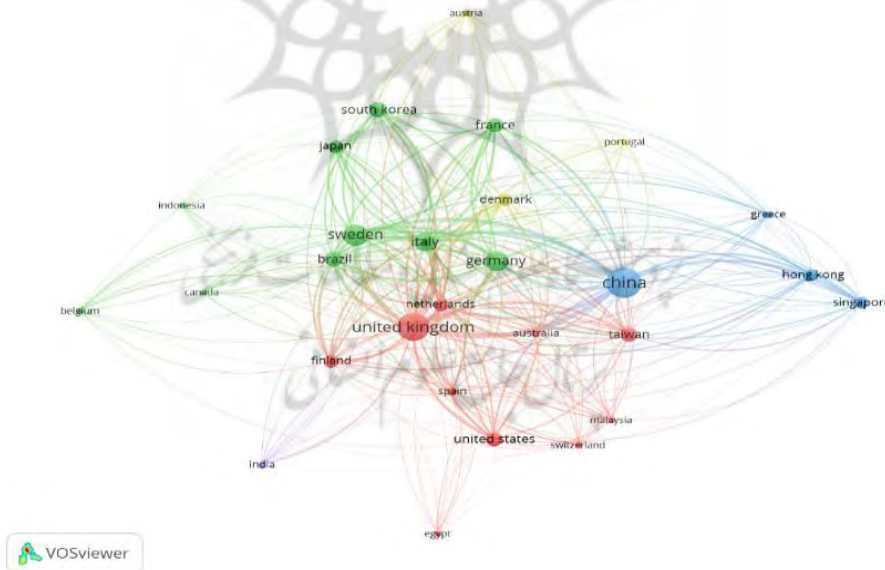 austria
south korea
france
japan
portugal
denmark
indonesia
greece
sweden
italy
brazil
germany
hong kong
china
canada
singapore
netherlands
belgium
united kingdom
australia
taiwan
finland
spain
malaysia
united states
switzerland
india
egypt
VOSviewer